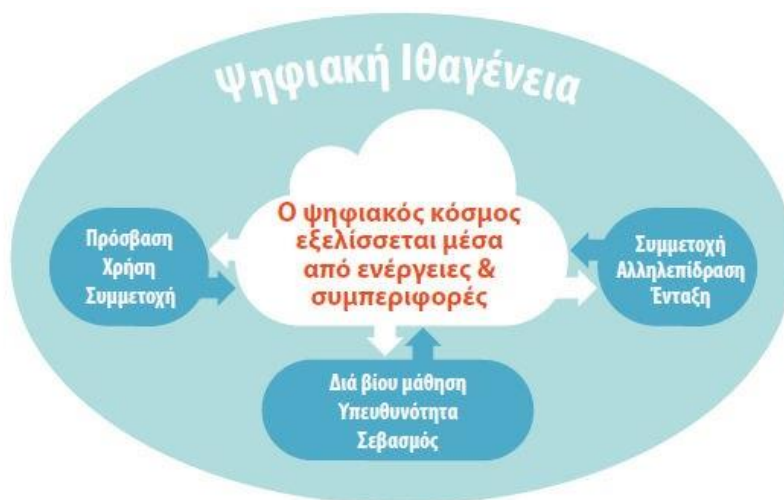 Ψηφιακή Ιθαγένεια
Ο ψηφιακός κόσμος
εξελίσσεται μέσα
από ενέργειες &
συμπεριφορές
Πρόσβαση
Χρήση
Συμμετοχή
Συμμετοχή
Αλληλεπίδραση
Ένταξη
Διά βίου μάθηση
Υπευθυνότητα
Σεβασμός